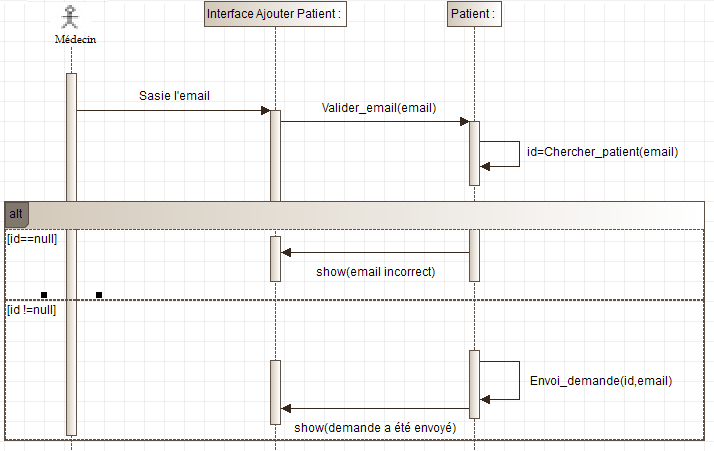 Médecin
Interface Ajouter Patient :
Patient :
Sasie l'email
Valider_email(email)
id=Chercher_patient(email)
alt
[id==null]
show(email incorrect)
[id !=null]
Envoi_demande(id,email)
show(demande a été envoyé)